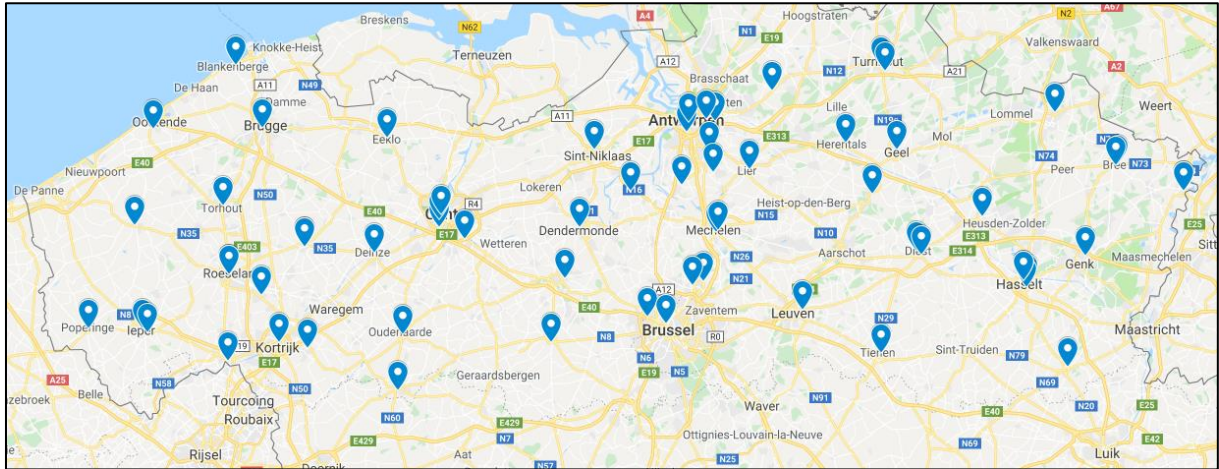 Breskens
A4
Hoogstraten
A67
N2
N62
N1
E19
Knokke-Heist
Terneuzen
Valkenswaard
Blankenberge
A12
Brasschaat
N12
A21
A2
De Haan
A11
N49
Damme
Lille
Lommel
Weert
Brugge
Eeklo
A11
Antwerpen
E313
Herentals
Geel
Mol
E40
Sint-Niklaas
E17
Lier
N74
Peer
Bree
N73
Nieuwpoort
De Panne
Torhout
N50
Lokeren
N16
Heist-op-den-Berg
E40
R4
Dendermonde
Mechelen
N15
Heusden-Zolder
E25
N35
E403
N35
E17
Wetteren
N10
Aarschot
Diest
E313
E314
Genk
Maasmechelen
Roeselare
Deinze
N26
N21
Hasselt
Waregem
E40
A12
Zaventem
Leuven
Poperinge
N8
Ieper
Oudenaarde
N8
Brussel
R0
N29
Maastricht
Kortrijk
E17
N6
Tienen
Sint-Truiden
N79
A25
Belle
N58
N50
Geraardsbergen
E19
N5
N69
Tourcoing
Roubaix
N60
E429
Waver
N91
E40
N20
E25
Rijsel
E429
N7
Aat
Ottignies-Louvain-la-Neuve
N69
E42
N57
N25
Luik